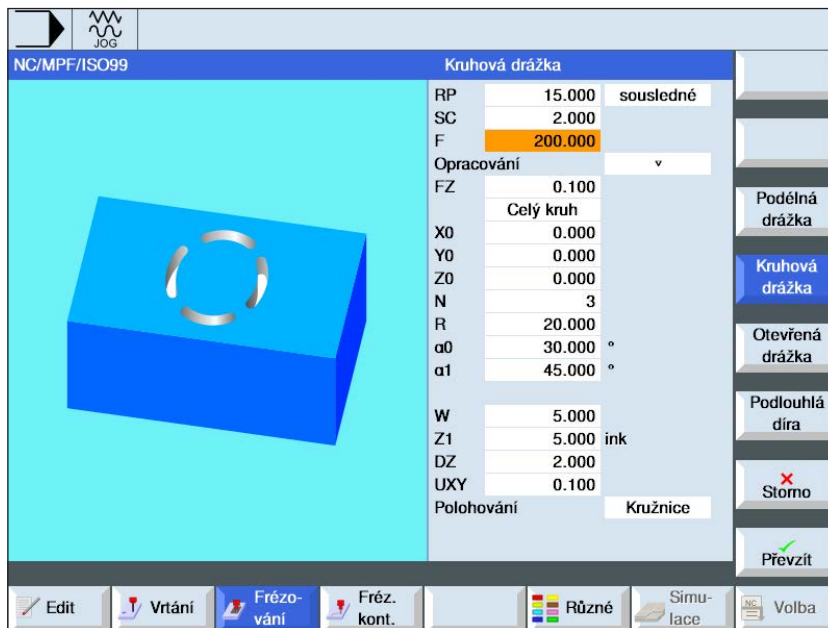 JOG
NC/MPF/ISO99
Kruhová drážka
RP 15.000 sousledné
SC 2.000
F 200.000
Opracování ▿
FZ 0.100
Celý kruh
X0 0.000
Y0 0.000
Z0 0.000
N 3
R 20.000
α0 30.000 °
α1 45.000 °
W 5.000
Z1 5.000 ink
DZ 2.000
UXY 0.100
Polohování Kružnice
Podélná
drážka
Kruhová
drážka
Otevřená
drážka
Podlouhlá
díra
Storno
Převzít
Edit
Vrtání
Frézo-
vání
Fréz.
kont.
Různé
Simu-
lace
NC
Volba